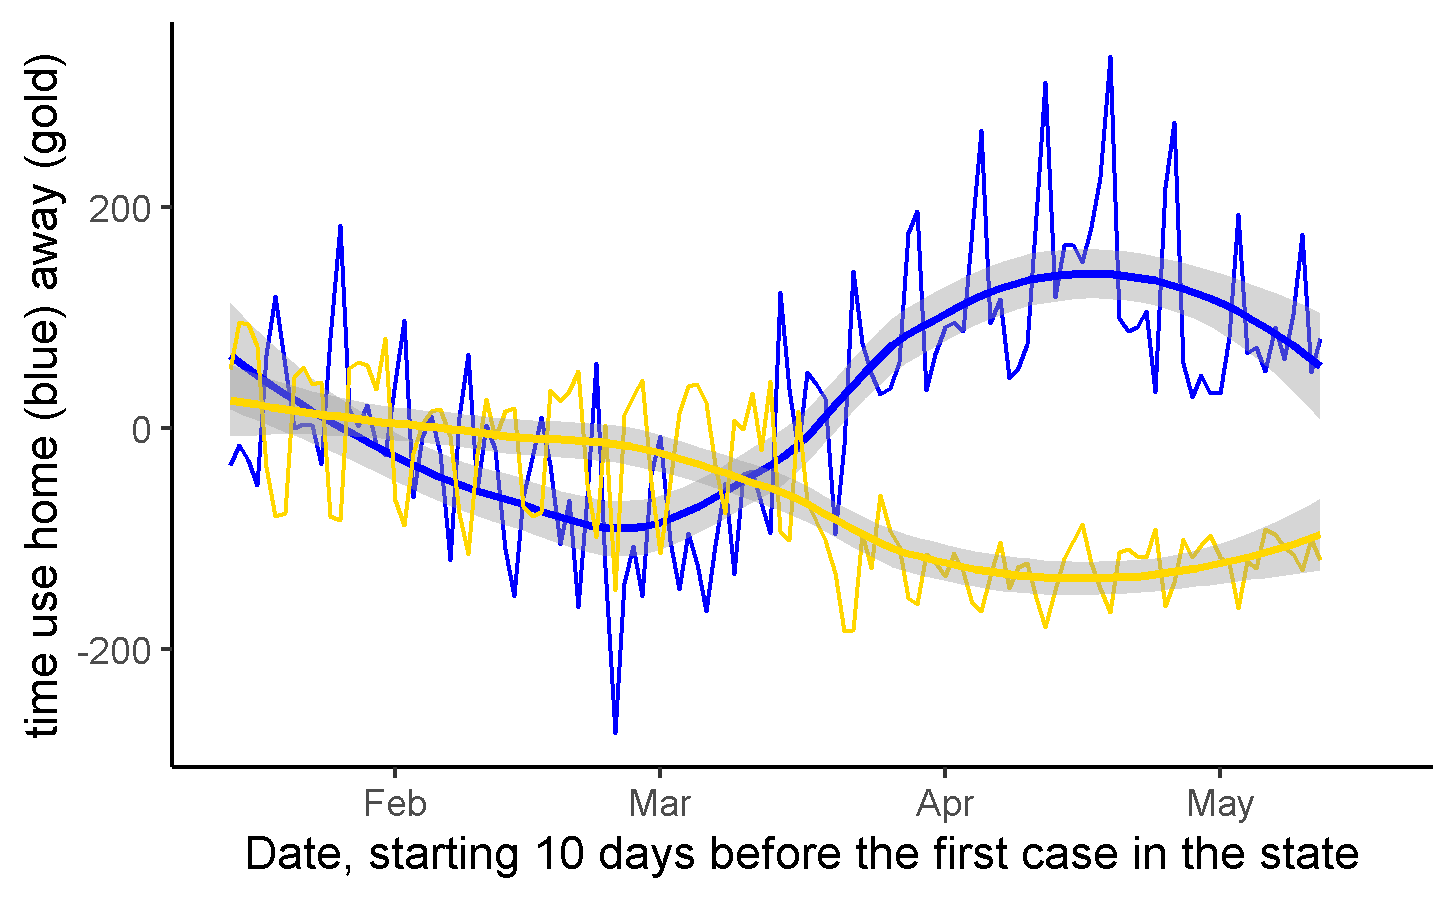 time use home (blue) away (gold)
200
0
-200
Feb Mar Apr May
Date, starting 10 days before the first case in the state